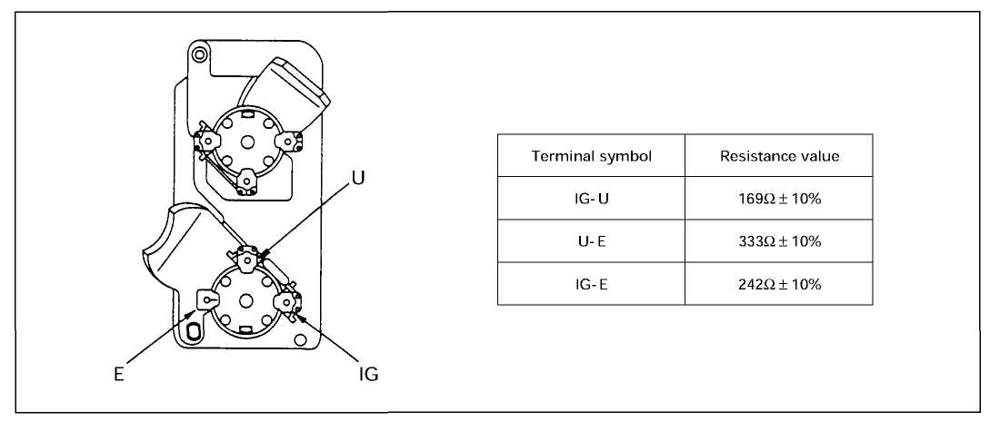 U
E
IG
Terminal symbol Resistance value
IG-U 169Ω ± 10%
U-E 333Ω ± 10%
IG-E 242Ω ± 10%